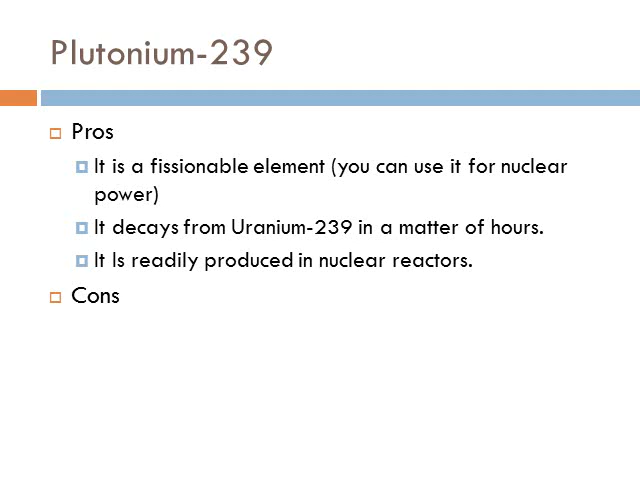 Plutonium-239
Pros
It is a fissionable element (you can use it for nuclear
power)
It decays from Uranium-239 in a matter of hours.
It Is readily produced in nuclear reactors.
Cons